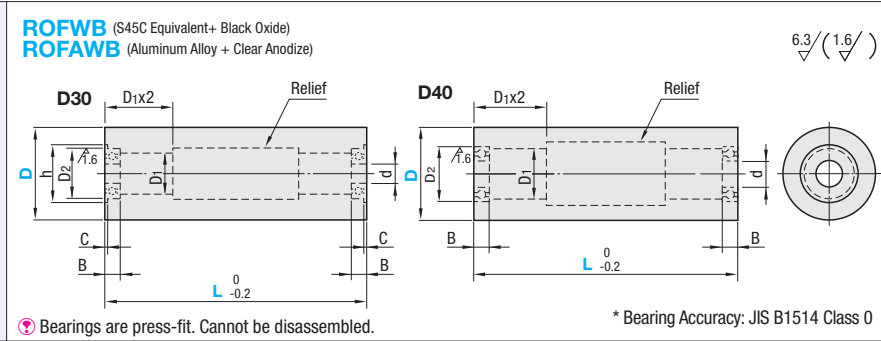 ROFWB (S45C Equivalent+ Black Oxide)
ROFAWB (Aluminum Alloy + Clear Anodize)
6.3 ( 1.6 )
D30
D1x2
Relief
D
h
D2
1.6
D1
d
C
C
B
B
L 0 -0.2
D40
D1x2
Relief
D
D2
1.6
D1
d
B
B
L 0 -0.2
Bearings are press-fit. Cannot be disassembled.
* Bearing Accuracy: JIS B1514 Class 0